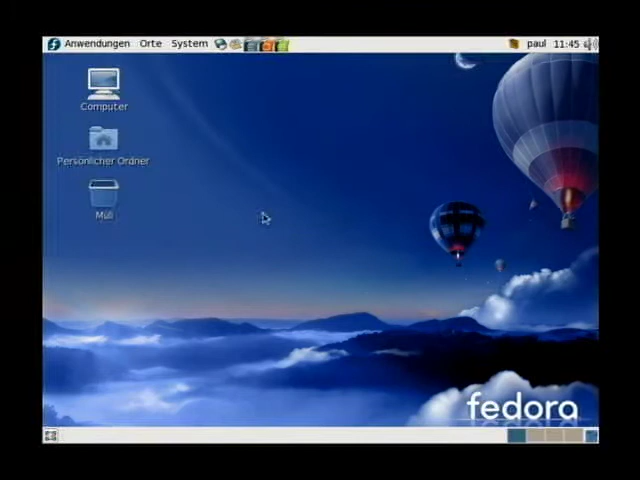 Anwendungen Orte System paul 11:45
Computer
Persönlicher Ordner
Müll
fedora